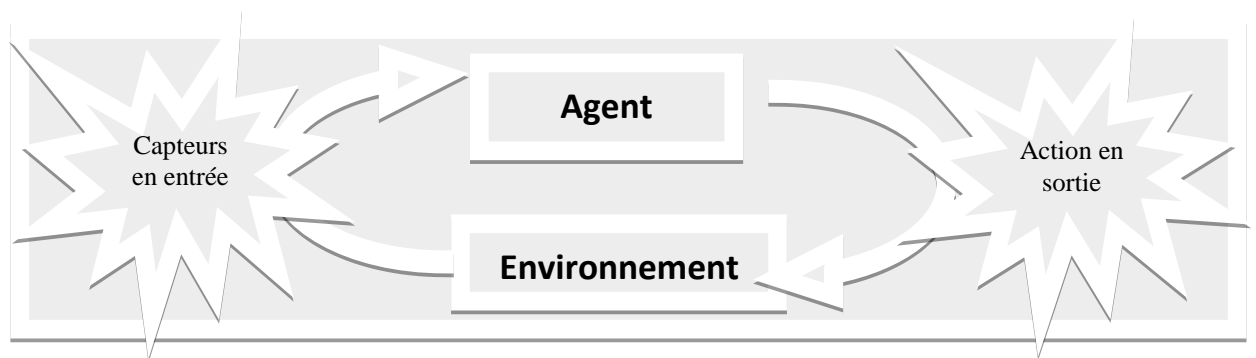 Agent
Capteurs
en entrée
Action en
sortie
Environnement